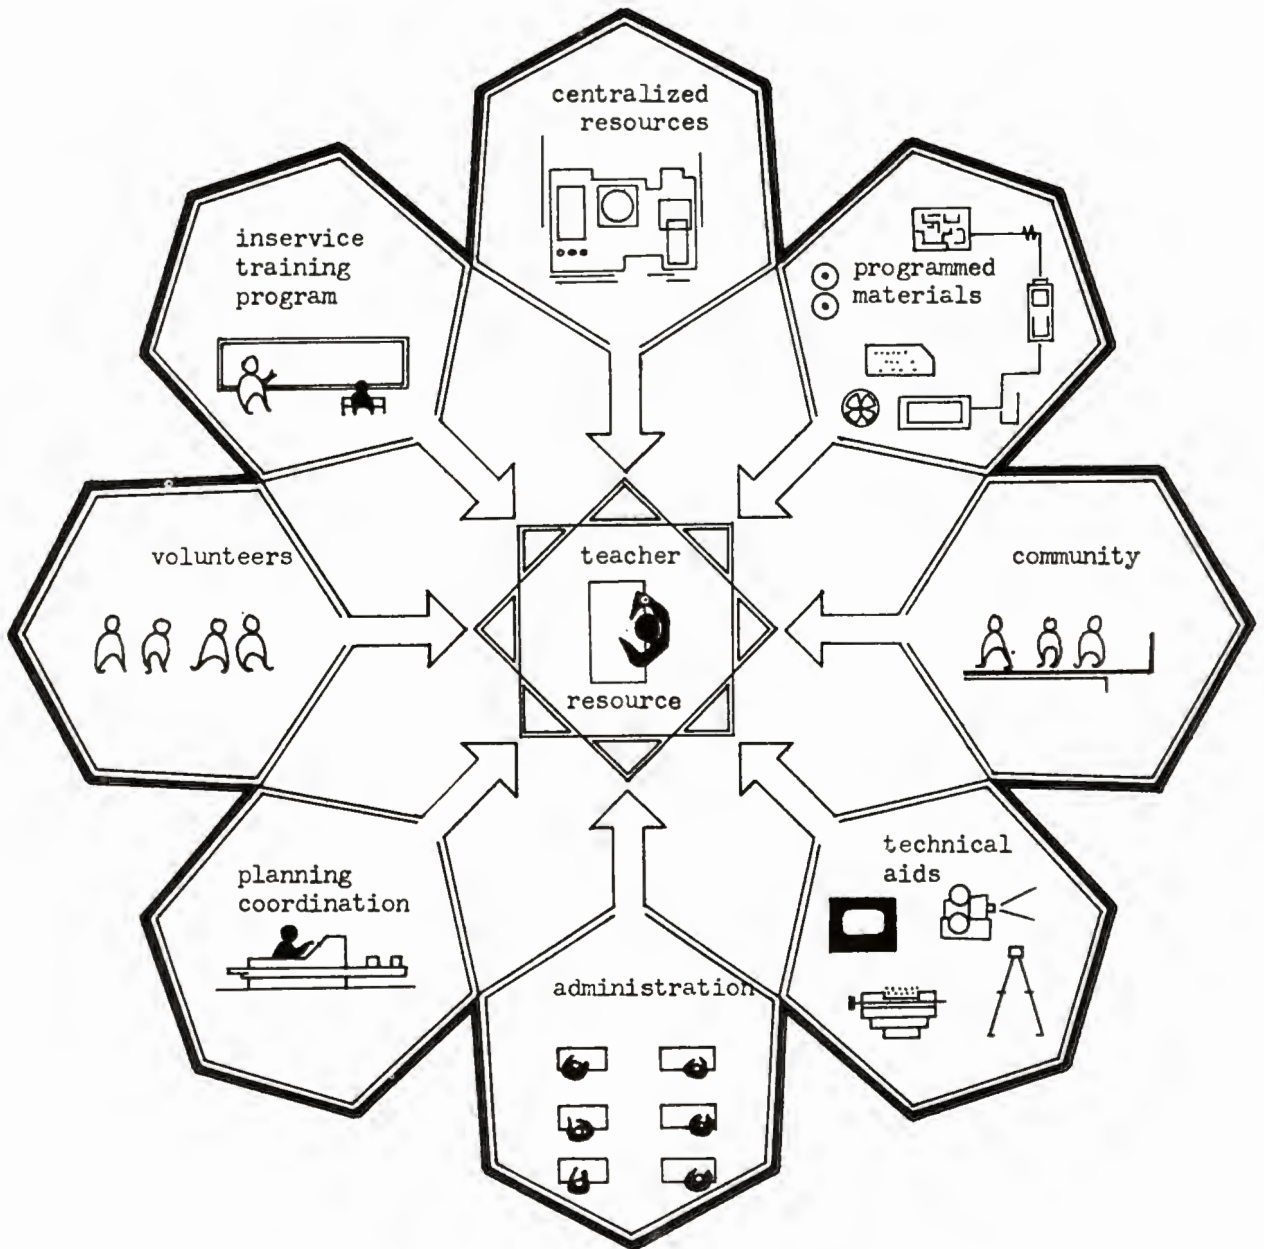 centralized
resources
programmed
materials
inservice
training
program
volunteers
teacher
resource
community
planning
coordination
administration
technical
aids